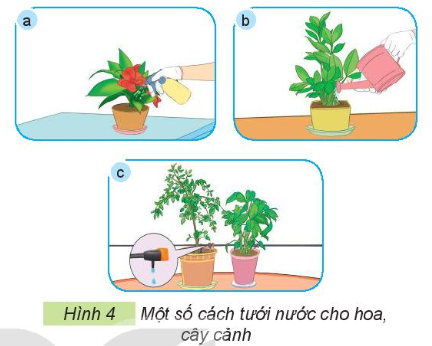 a
b
c
Hình 4 Một số cách tưới nước cho hoa,
cây cảnh